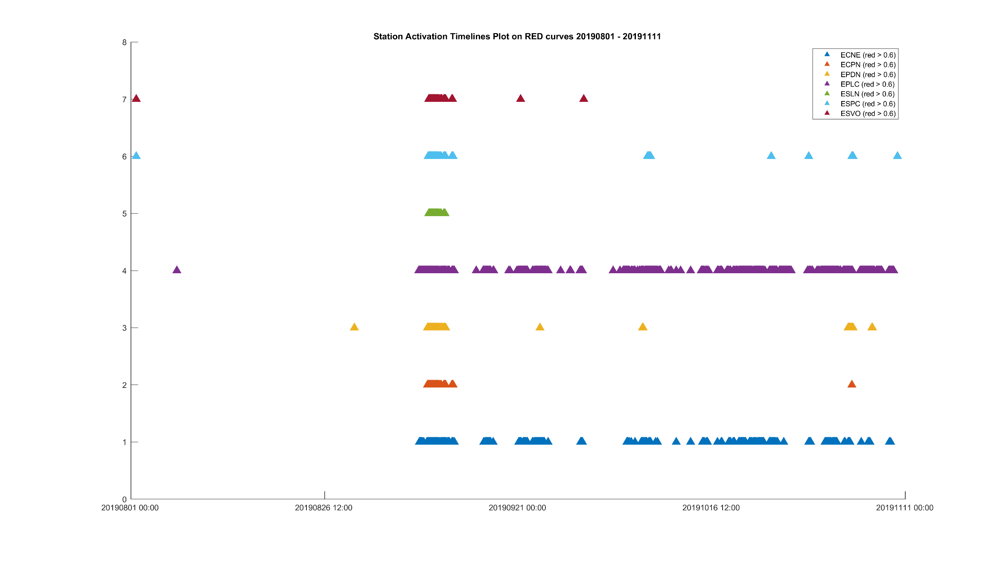 Station Activation Timelines Plot on RED curves 20190801 - 20191111
8
7
6
5
4
3
2
1
0
ECNE (red > 0.6)
ECPN (red > 0.6)
EPDN (red > 0.6)
EPLC (red > 0.6)
ESLN (red > 0.6)
ESPC (red > 0.6)
ESVO (red > 0.6)
20190801 00:00
20190826 12:00
20190921 00:00
20191016 12:00
20191111 00:00